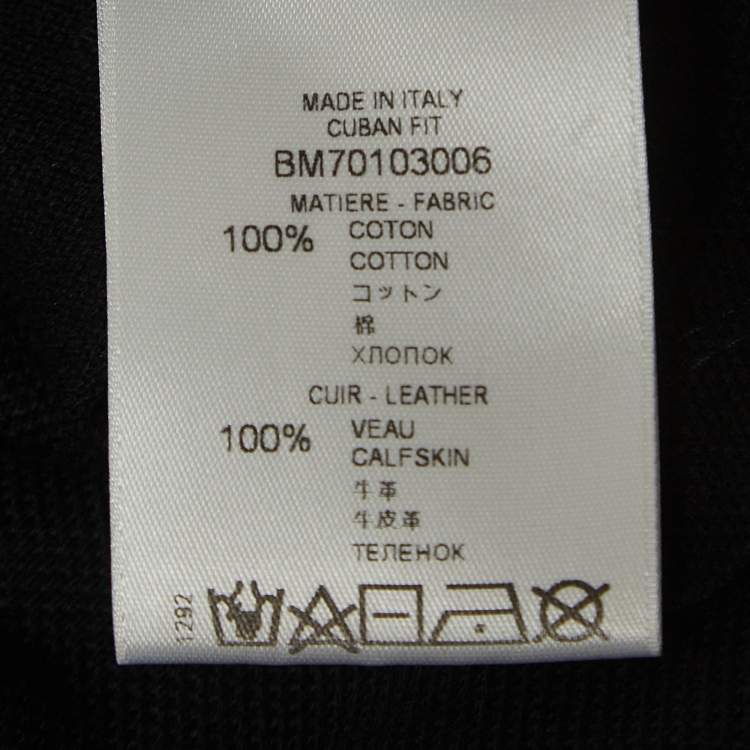 MADE IN ITALY
CUBAN FIT
BM70103006
MATIERE - FABRIC
100% COTON
COTTON
コットン
棉
ХЛОПОК
CUIR - LEATHER
100% VEAU
CALFSKIN
牛革
牛皮革
ТЕЛЕНОК
1292